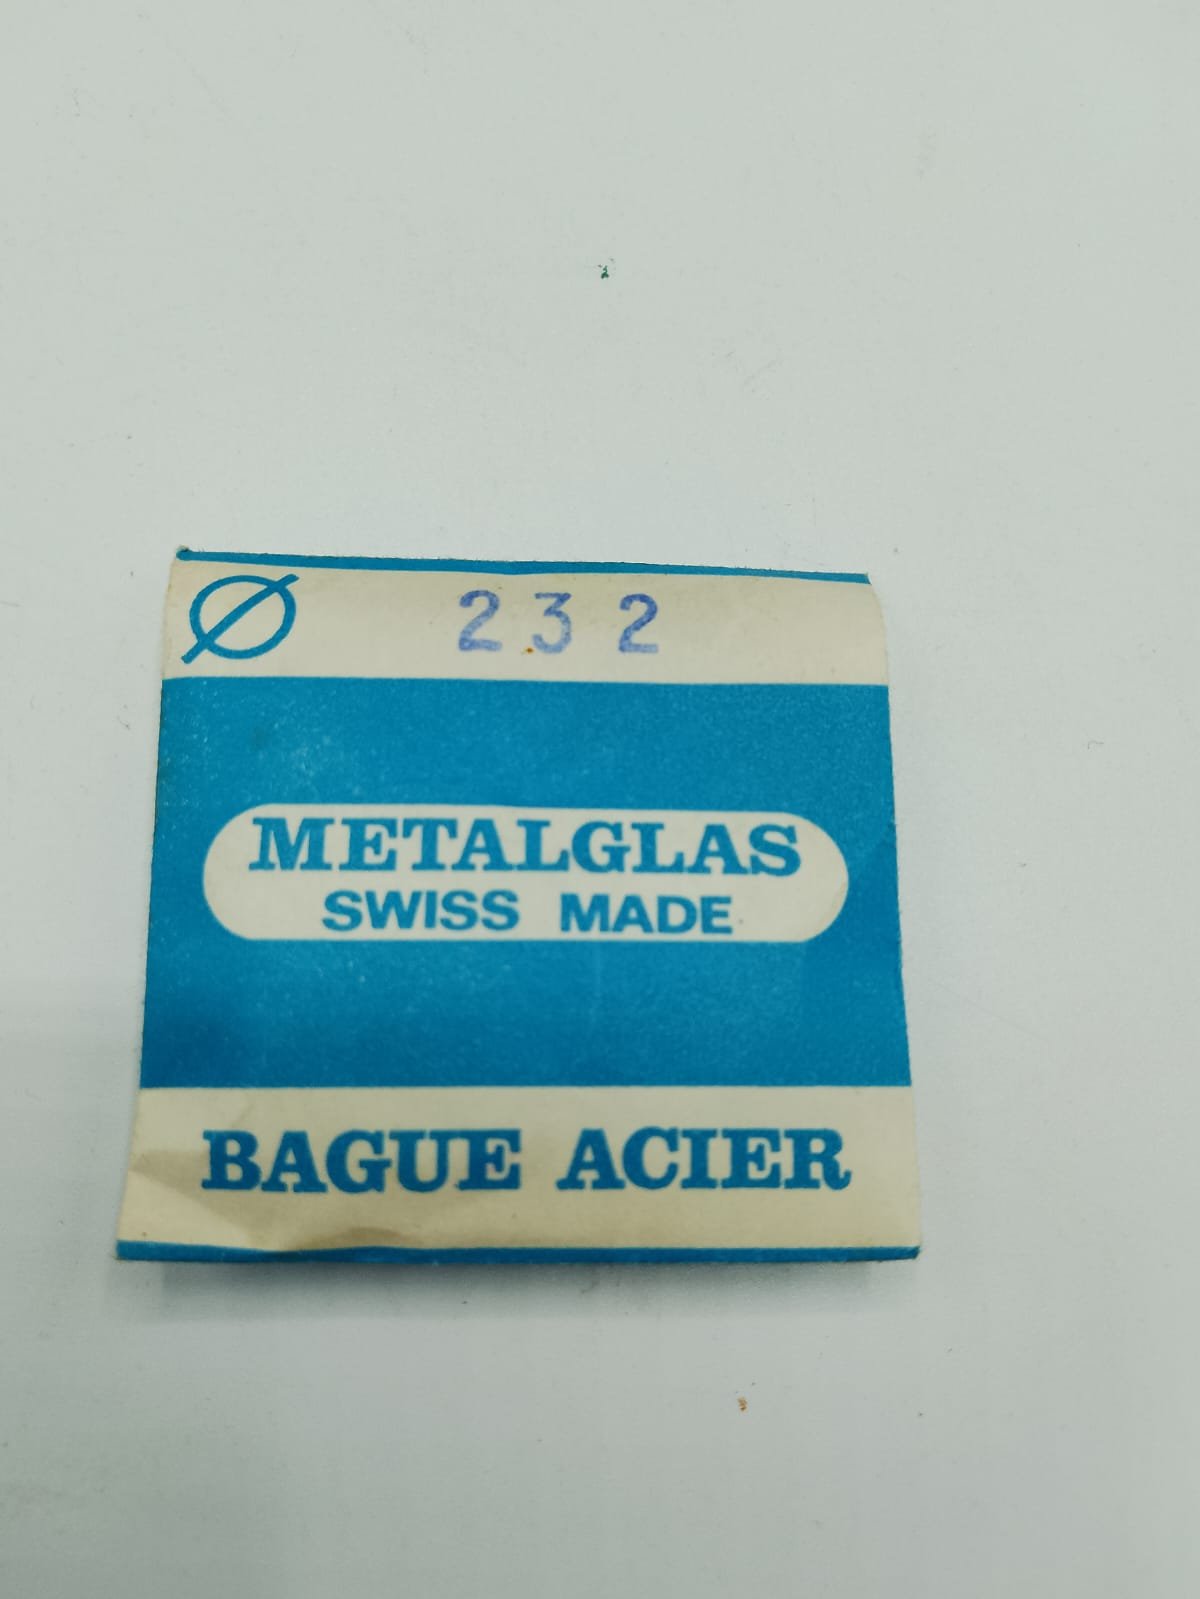 Ø 232
METALGLAS
SWISS MADE
BAGUE ACIER